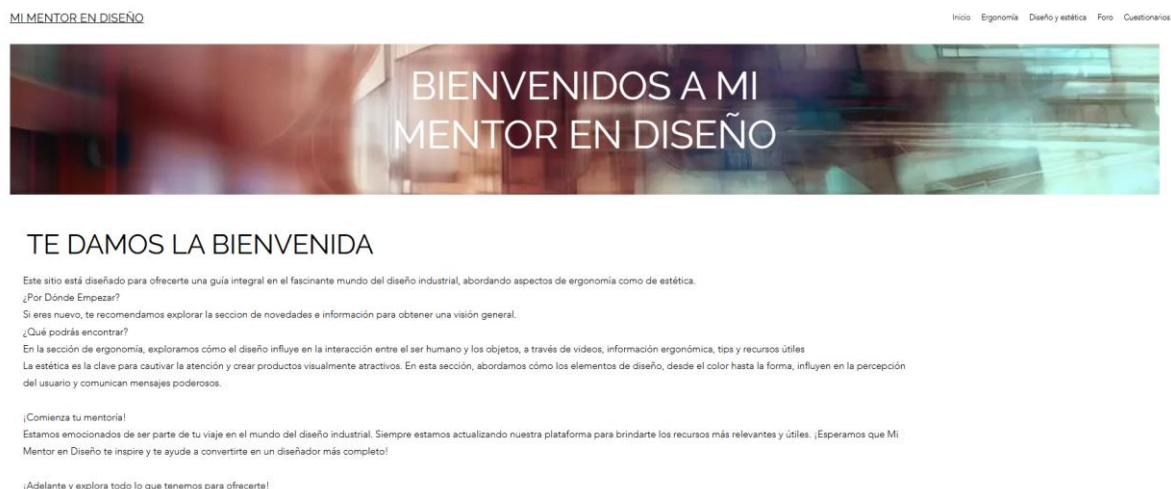 MI MENTOR EN DISEÑO
Inicio Ergonomía Diseño y estética Foro Cuestionarios
BIENVENIDOS A MI
MENTOR EN DISEÑO
TE DAMOS LA BIENVENIDA
Este sitio está diseñado para ofrecerte una guía integral en el fascinante mundo del diseño industrial, abordando aspectos de ergonomía como de estética.
¿Por Dónde Empezar?
Si eres nuevo, te recomendamos explorar la seccion de novedades e información para obtener una visión general.
¿Qué podrás encontrar?
En la sección de ergonomía, exploramos cómo el diseño influye en la interacción entre el ser humano y los objetos, a través de videos, información ergonómica, tips y recursos útiles
La estética es la clave para cautivar la atención y crear productos visualmente atractivos. En esta sección, abordamos cómo los elementos de diseño, desde el color hasta la forma, influyen en la percepción
del usuario y comunican mensajes poderosos.
¡Comienza tu mentoría!
Estamos emocionados de ser parte de tu viaje en el mundo del diseño industrial. Siempre estamos actualizando nuestra plataforma para brindarte los recursos más relevantes y útiles. ¡Esperamos que Mi
Mentor en Diseño te inspire y te ayude a convertirte en un diseñador más completo!
¡Adelante y explora todo lo que tenemos para ofrecerte!